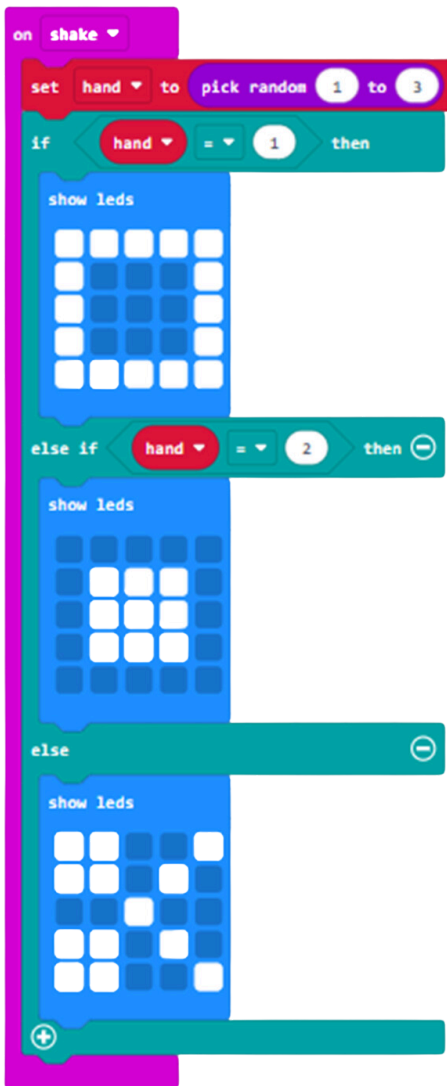 on shake
set hand to pick random 1 to 3
if hand = 1 then
show leds
else if hand = 2 then
show leds
else
show leds